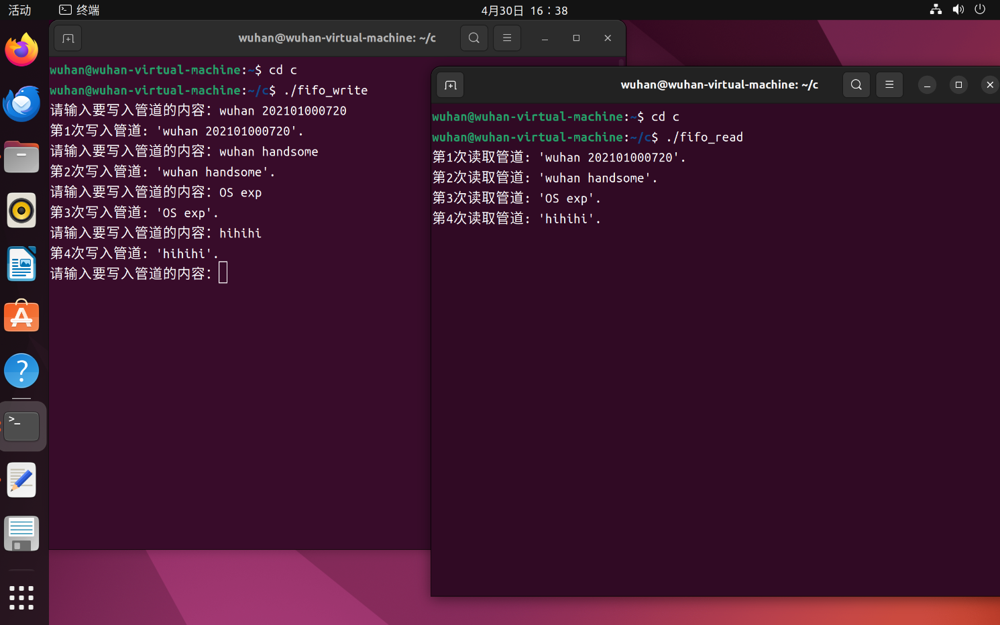 活动
终端
4月30日 16：38
wuhan@wuhan-virtual-machine: ~/c
wuhan@wuhan-virtual-machine:~$ cd c
wuhan@wuhan-virtual-machine:~/c$ ./fifo_write
请输入要写入管道的内容：wuhan 202101000720
第1次写入管道: 'wuhan 202101000720'.
请输入要写入管道的内容：wuhan handsome
第2次写入管道: 'wuhan handsome'.
请输入要写入管道的内容：OS exp
第3次写入管道: 'OS exp'.
请输入要写入管道的内容：hihihi
第4次写入管道: 'hihihi'.
请输入要写入管道的内容：
wuhan@wuhan-virtual-machine: ~/c
wuhan@wuhan-virtual-machine:~$ cd c
wuhan@wuhan-virtual-machine:~/c$ ./fifo_read
第1次读取管道: 'wuhan 202101000720'.
第2次读取管道: 'wuhan handsome'.
第3次读取管道: 'OS exp'.
第4次读取管道: 'hihihi'.